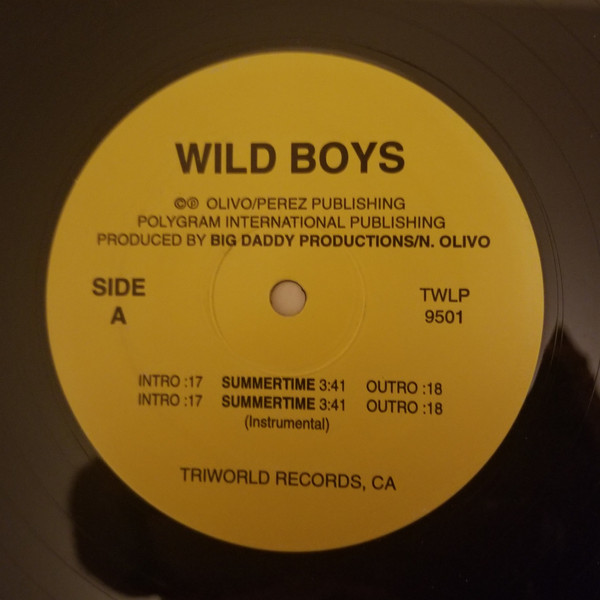 WILD BOYS
©℗ OLIVO/PEREZ PUBLISHING
POLYGRAM INTERNATIONAL PUBLISHING
PRODUCED BY BIG DADDY PRODUCTIONS/N. OLIVO
SIDE A
TWLP 9501
INTRO :17 SUMMERTIME 3:41 OUTRO :18
INTRO :17 SUMMERTIME 3:41 OUTRO :18
(Instrumental)
TRIWORLD RECORDS, CA